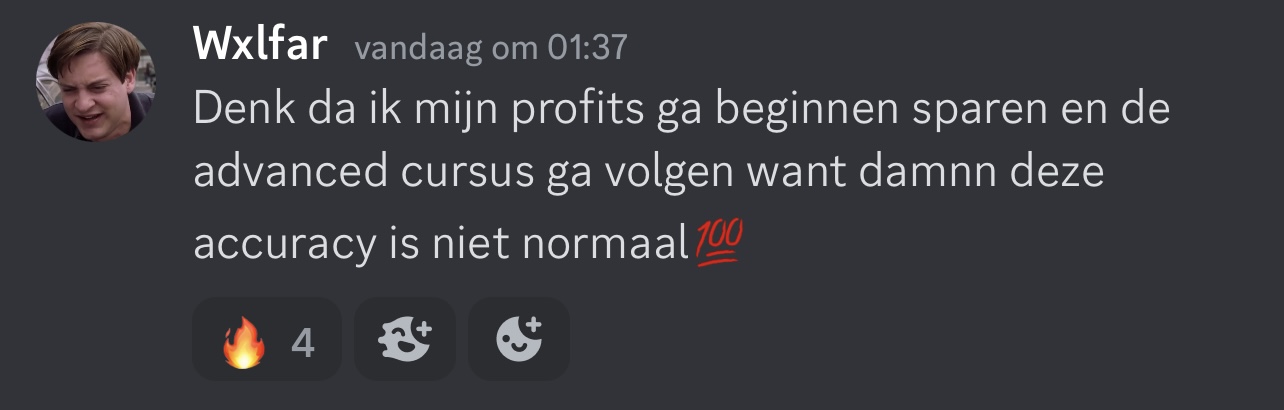 Wxlfar vandaag om 01:37
Denk da ik mijn profits ga beginnen sparen en de
advanced cursus ga volgen want damnn deze
accuracy is niet normaal💯
🔥 4